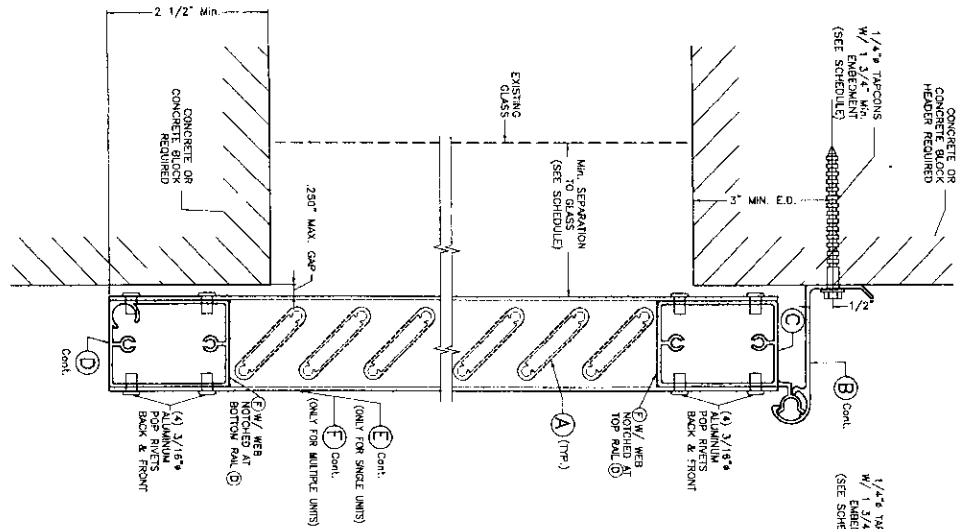 2 1/2" Min.
CONCRETE OR
CONCRETE BLOCK
REQUIRED
.250" MAX. GAP
EXISTING
GLASS
Min. SEPARATION
TO GLASS
(SEE SCHEDULE)
CONCRETE OR
CONCRETE BLOCK
HEADER REQUIRED
1/4"ø TAPCONS
W/ 1 3/4" Min.
EMBEDMENT
(SEE SCHEDULE)
3" MIN. E.D.
1/2"
C
B Cont.
A (TYP.)
F W/ WEB
NOTCHED AT
TOP RAIL D
(4) 3/16"ø
ALUMINUM
POP RIVETS
BACK & FRONT
E Cont.
(ONLY FOR SINGLE UNITS)
F Cont.
(ONLY FOR MULTIPLE UNITS)
F W/ WEB
NOTCHED AT
BOTTOM RAIL D
(4) 3/16"ø
ALUMINUM
POP RIVETS
BACK & FRONT
D
Cont.
1/4"ø TAP
W/ 1 3/4
EMBE
(SEE SCHE